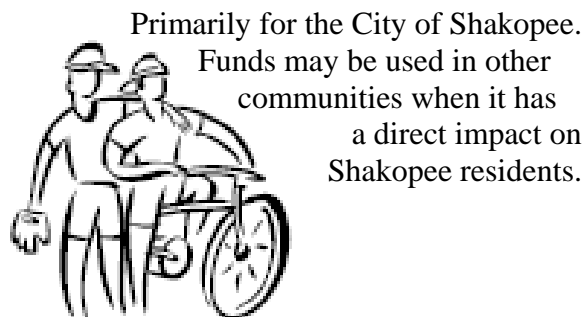 Primarily for the City of Shakopee.
Funds may be used in other
communities when it has
a direct impact on
Shakopee residents.